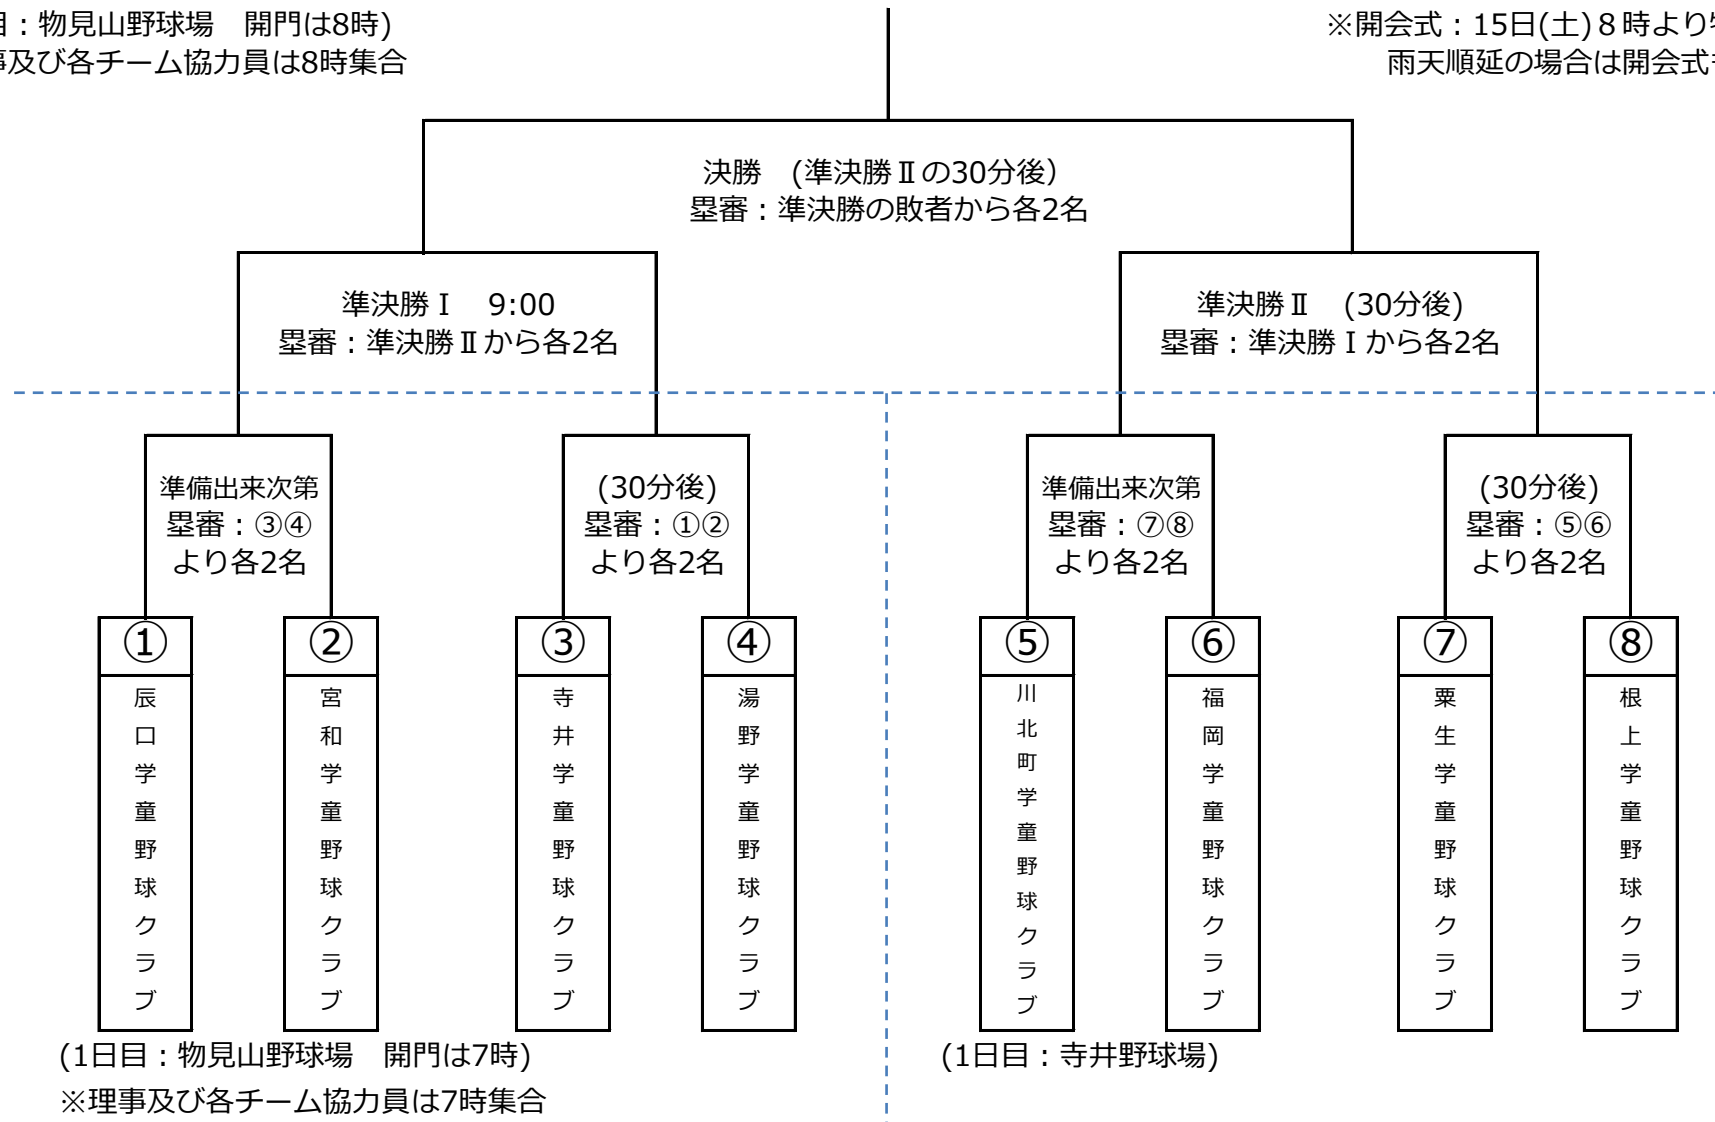 目：物見山野球場　開門は8時)
事及び各チーム協力員は8時集合
※開会式：15日(土)８時より
雨天順延の場合は開会式
決勝　(準決勝Ⅱの30分後）
塁審：準決勝の敗者から各2名
準決勝Ⅰ　9:00
塁審：準決勝Ⅱから各2名
準決勝Ⅱ　(30分後)
塁審：準決勝Ⅰから各2名
準備出来次第
塁審：③④
より各2名
(30分後)
塁審：①②
より各2名
準備出来次第
塁審：⑦⑧
より各2名
(30分後)
塁審：⑤⑥
より各2名
①
辰口学童野球クラブ
②
宮和学童野球クラブ
③
寺井学童野球クラブ
④
湯野学童野球クラブ
⑤
川北町学童野球クラブ
⑥
福岡学童野球クラブ
⑦
粟生学童野球クラブ
⑧
根上学童野球クラブ
(1日目：物見山野球場　開門は7時)
※理事及び各チーム協力員は7時集合
(1日目：寺井野球場)